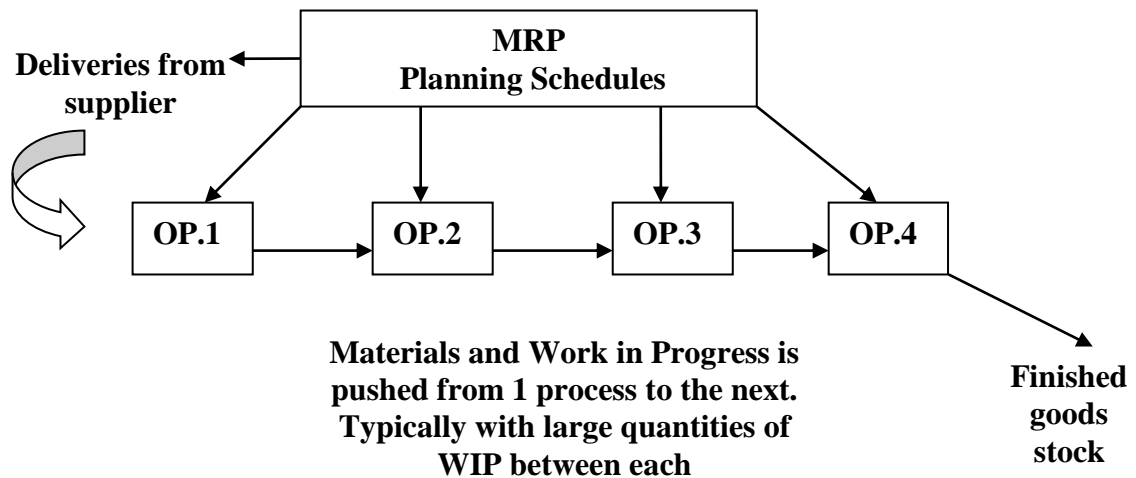 MRP
Planning Schedules
Deliveries from
supplier
OP.1
OP.2
OP.3
OP.4
Materials and Work in Progress is
pushed from 1 process to the next.
Typically with large quantities of
WIP between each
Finished
goods
stock